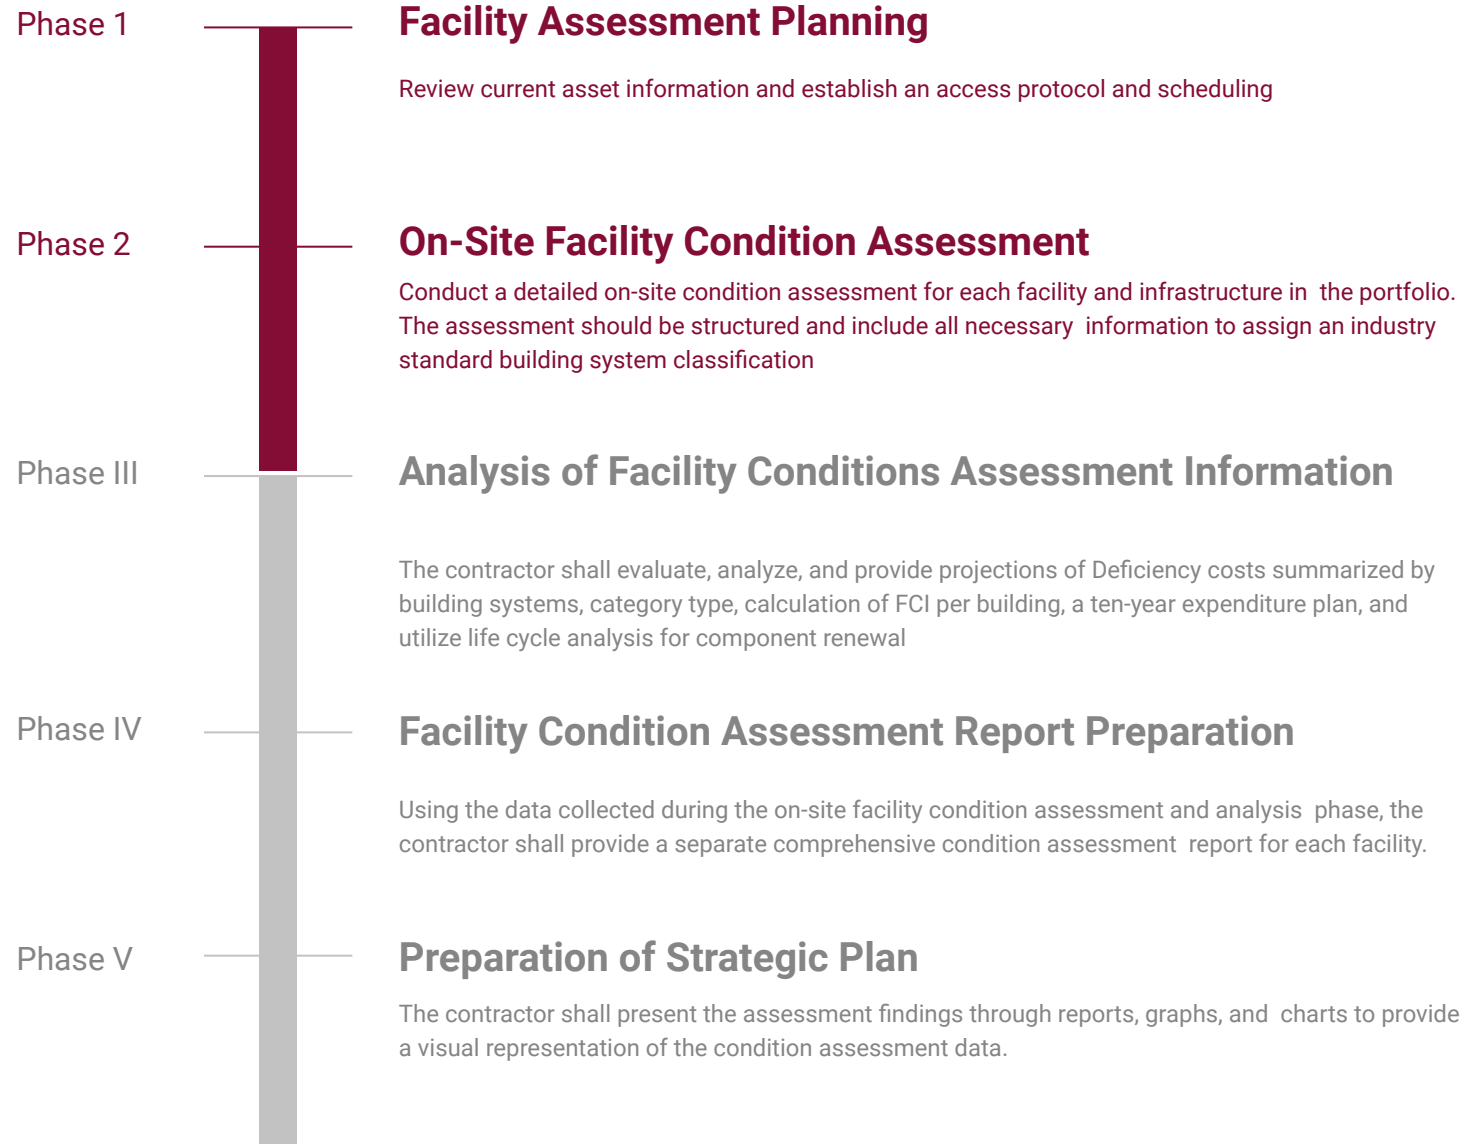 Phase 1
Facility Assessment Planning
Review current asset information and establish an access protocol and scheduling
Phase 2
On-Site Facility Condition Assessment
Conduct a detailed on-site condition assessment for each facility and infrastructure in  the portfolio.
The assessment should be structured and include all necessary  information to assign an industry
standard building system classification
Phase III
Analysis of Facility Conditions Assessment Information
The contractor shall evaluate, analyze, and provide projections of Deficiency costs summarized by
building systems, category type, calculation of FCI per building, a ten-year expenditure plan, and
utilize life cycle analysis for component renewal
Phase IV
Facility Condition Assessment Report Preparation
Using the data collected during the on-site facility condition assessment and analysis  phase, the
contractor shall provide a separate comprehensive condition assessment  report for each facility.
Phase V
Preparation of Strategic Plan
The contractor shall present the assessment findings through reports, graphs, and  charts to provide
a visual representation of the condition assessment data.